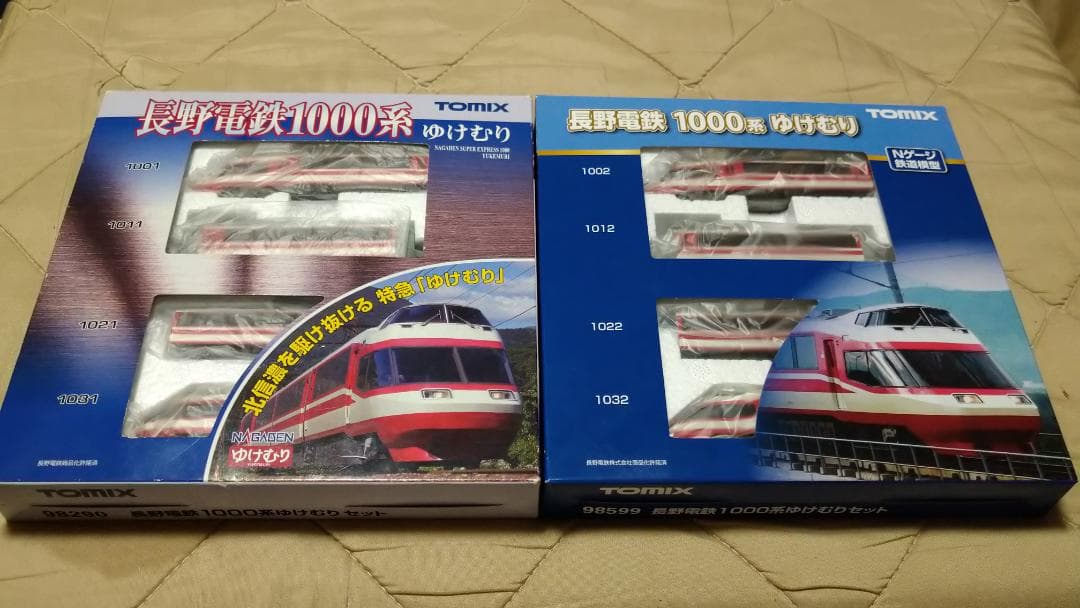 長野電鉄1000系
TOMIX
ゆけむり
NAGADEN SUPER EXPRESS 1000
YUKEMURI
1001
1011
1021
1031
北信濃を駆け抜ける 特急「ゆけむり」
NAGADEN
ゆけむり
長野電鉄商品化許諾済
TOMIX
98290 長野電鉄1000系ゆけむりセット
長野電鉄 1000系 ゆけむり
TOMIX
Nゲージ
鉄道模型
1002
1012
1022
1032
長野電鉄株式会社商品化許諾済
TOMIX
98599 長野電鉄1000系ゆけむりセット